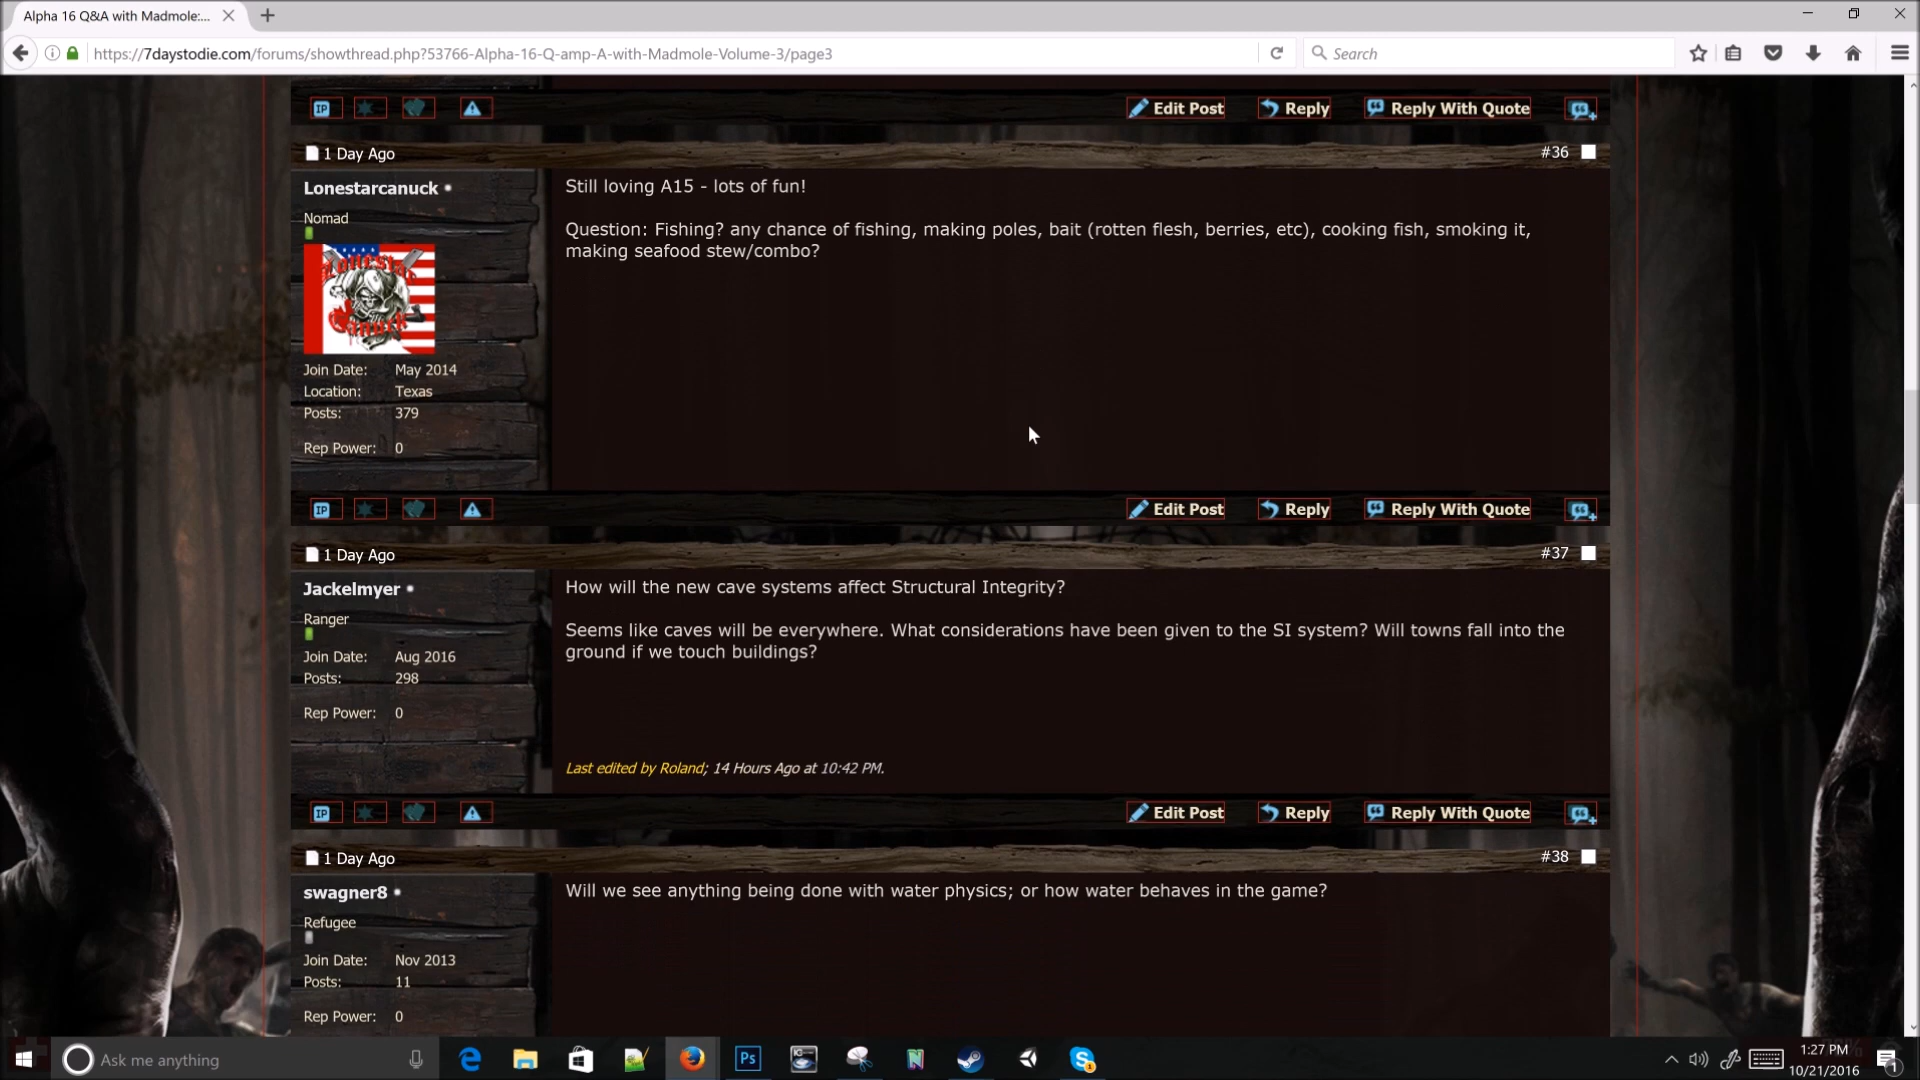 Alpha 16 Q&A with Madmole:...
https://7daystodie.com/forums/showthread.php?53766-Alpha-16-Q-amp-A-with-Madmole-Volume-3/page3
Search
IP
Edit Post
Reply
Reply With Quote
1 Day Ago
#36
Lonestarcanuck
Nomad
Lonestar
Canuck
Join Date: May 2014
Location: Texas
Posts: 379
Rep Power: 0
Still loving A15 - lots of fun!
Question: Fishing? any chance of fishing, making poles, bait (rotten flesh, berries, etc), cooking fish, smoking it,
making seafood stew/combo?
IP
Edit Post
Reply
Reply With Quote
1 Day Ago
#37
Jackelmyer
Ranger
Join Date: Aug 2016
Posts: 298
Rep Power: 0
How will the new cave systems affect Structural Integrity?
Seems like caves will be everywhere. What considerations have been given to the SI system? Will towns fall into the
ground if we touch buildings?
Last edited by Roland; 14 Hours Ago at 10:42 PM.
IP
Edit Post
Reply
Reply With Quote
1 Day Ago
#38
swagner8
Refugee
Join Date: Nov 2013
Posts: 11
Rep Power: 0
Will we see anything being done with water physics; or how water behaves in the game?
Ask me anything
Ps
1:27 PM
10/21/2016
1